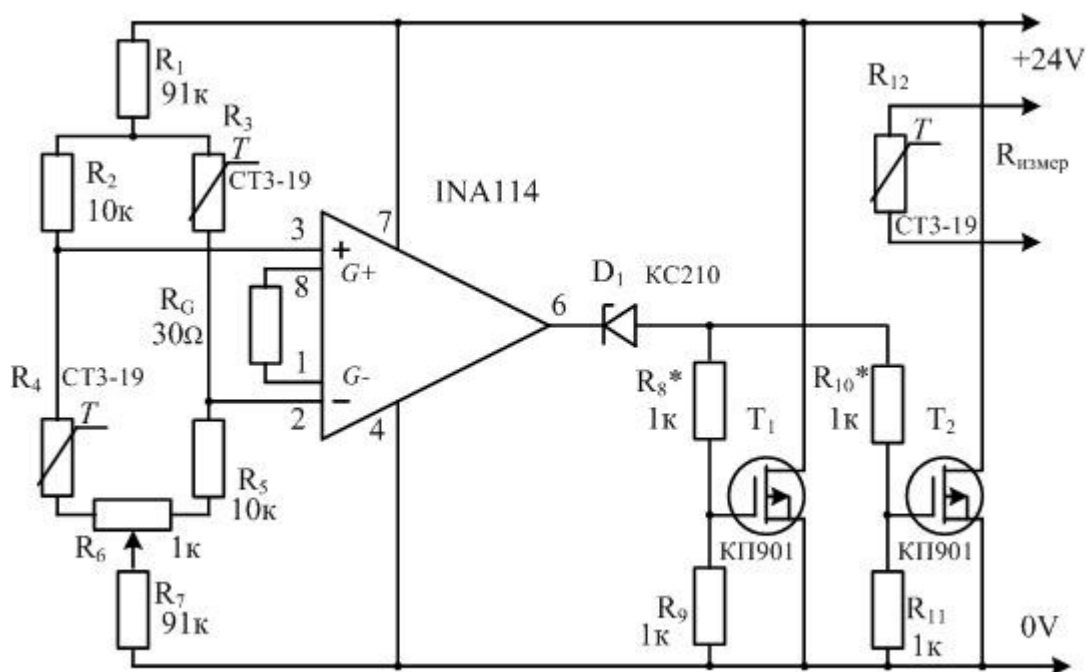 R1
91к
R2
10к
R3
T
СТ3-19
R4
СТ3-19
T
R5
10к
R6
1к
R7
91к
RG
30Ω
INA114
3
+
G+
8
1
G-
2
−
7
4
6
D1 КС210
R8*
1к
R9
1к
T1
КП901
R10*
1к
R11
1к
T2
КП901
R12
T
СТ3-19
+24V
Rизмер
0V